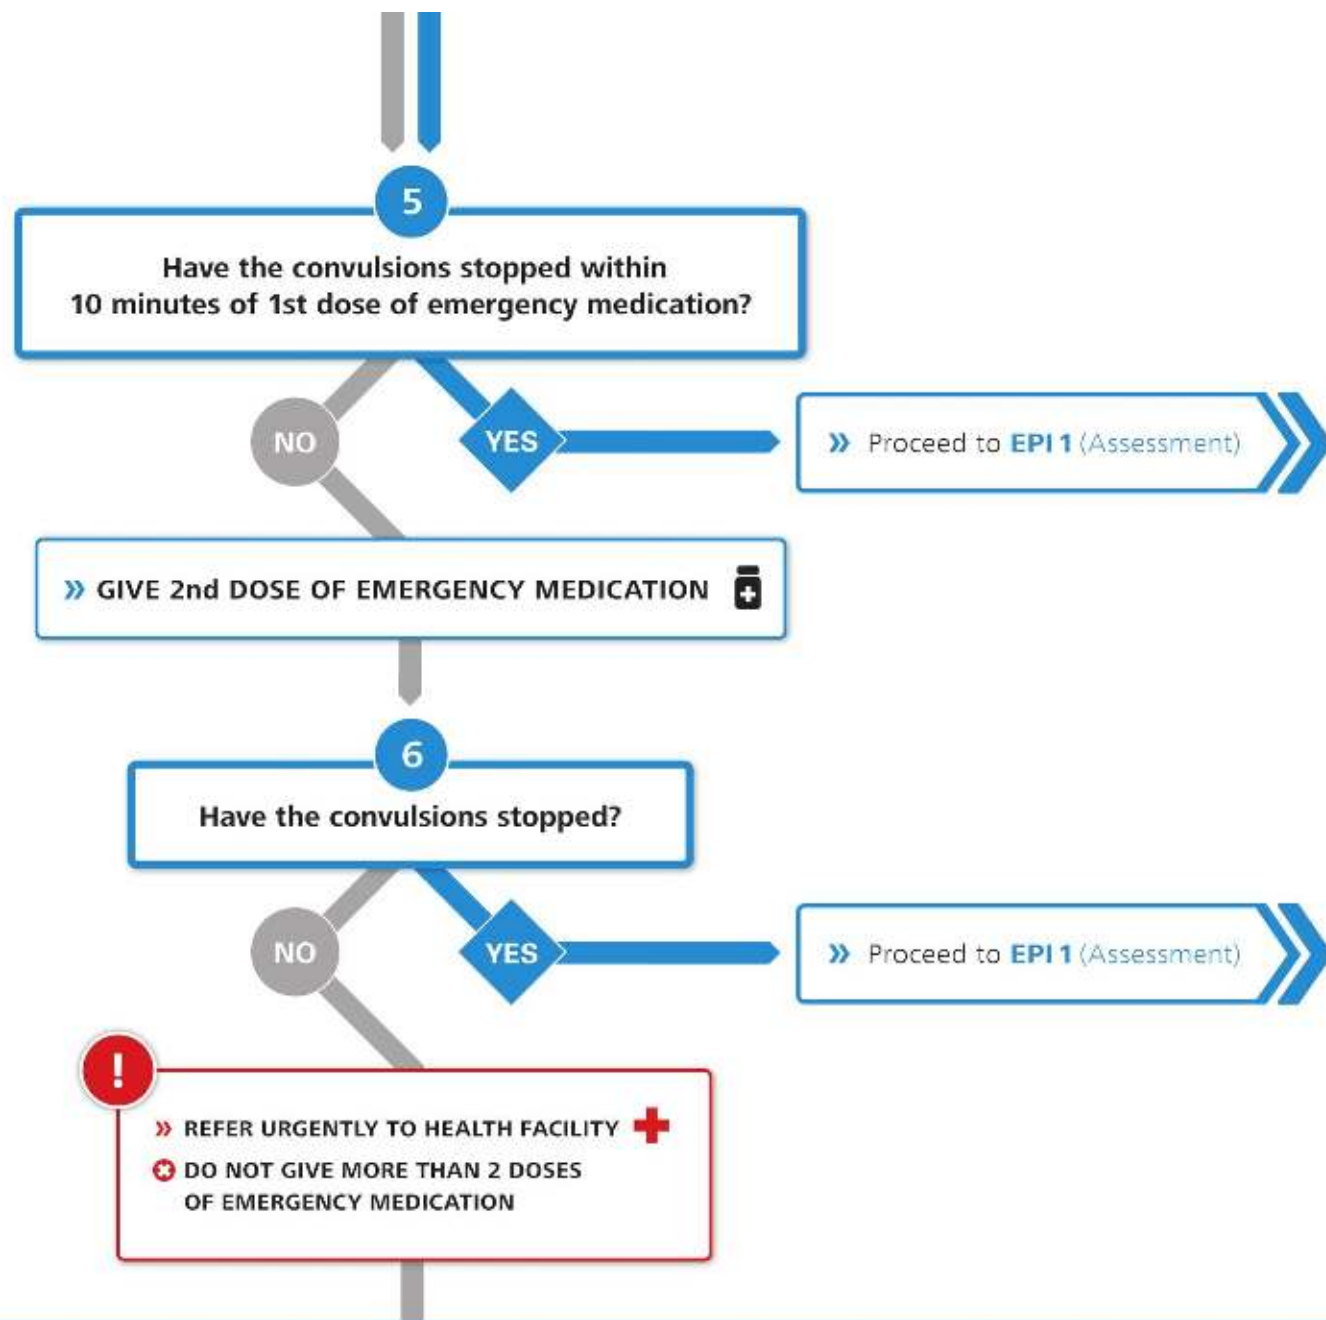 5
Have the convulsions stopped within
10 minutes of 1st dose of emergency medication?
NO
YES
» Proceed to EPI 1 (Assessment)
» GIVE 2nd DOSE OF EMERGENCY MEDICATION
6
Have the convulsions stopped?
NO
YES
» Proceed to EPI 1 (Assessment)
!
» REFER URGENTLY TO HEALTH FACILITY
DO NOT GIVE MORE THAN 2 DOSES
OF EMERGENCY MEDICATION